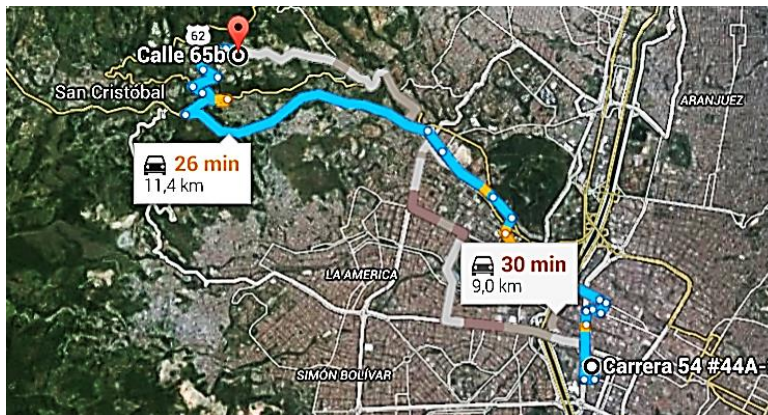 62
Calle 65b
San Cristóbal
ARANJUEZ
26 min
11,4 km
LA AMERICA
30 min
9,0 km
SIMÓN BOLÍVAR
Carrera 54 #44A-